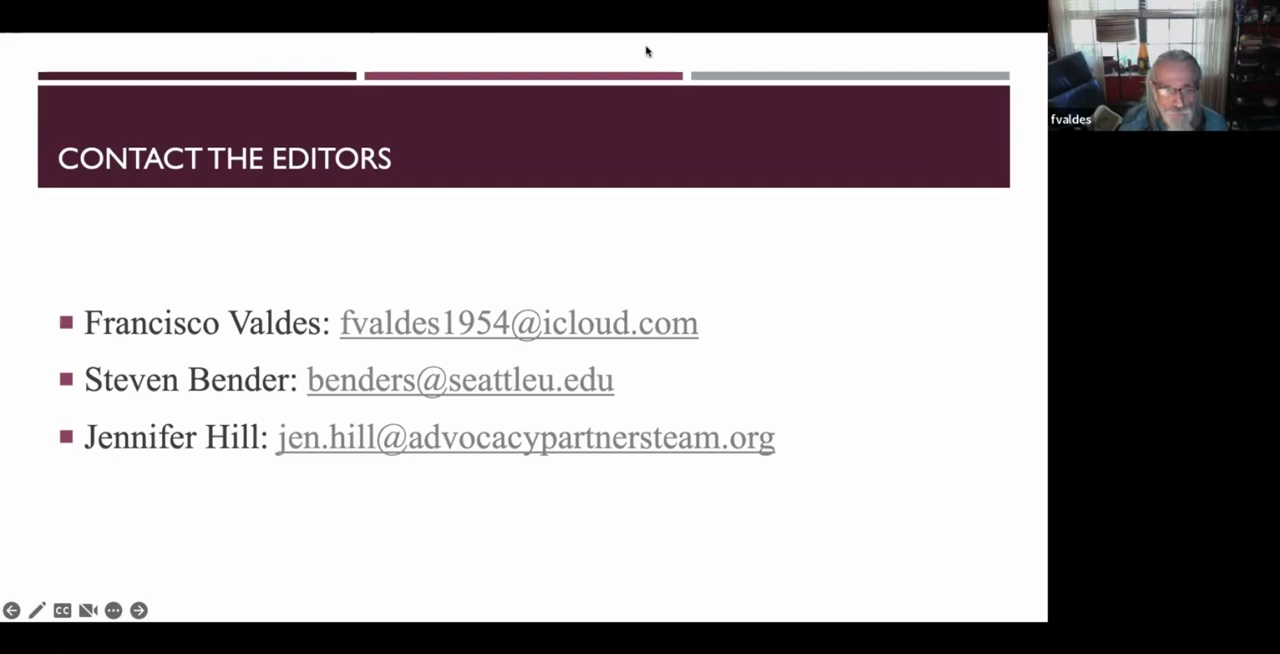 CONTACT THE EDITORS
Francisco Valdes: fvaldes1954@icloud.com
Steven Bender: benders@seattleu.edu
Jennifer Hill: jen.hill@advocacypartnersteam.org
fvaldes
CC